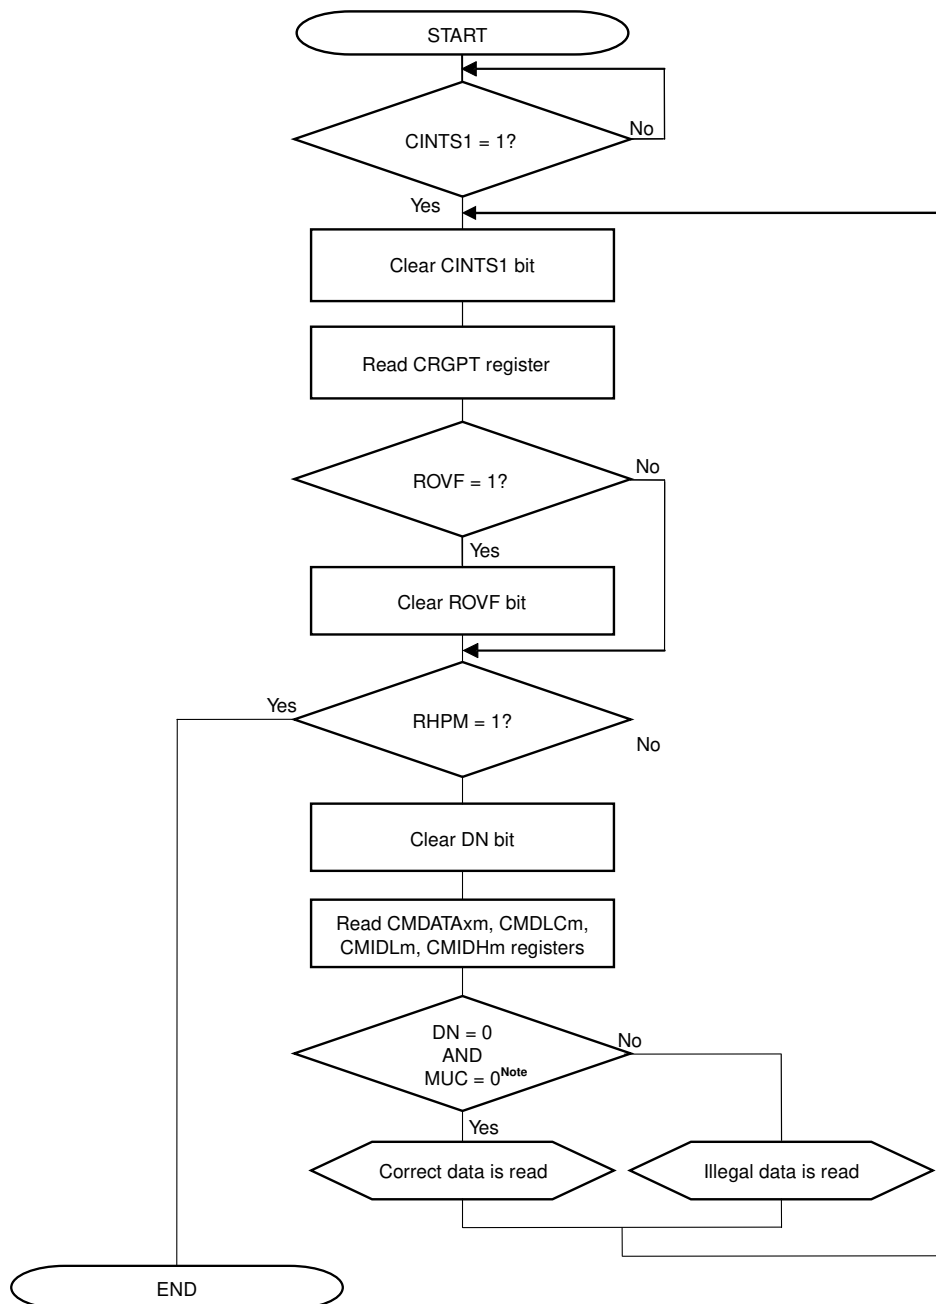 START
CINTS1 = 1?
No
Yes
Clear CINTS1 bit
Read CRGPT register
ROVF = 1?
No
Yes
Clear ROVF bit
Yes
RHPM = 1?
No
Clear DN bit
Read CMDATAxm, CMDLCm,
CMIDLm, CMIDHm registers
DN = 0
AND
MUC = 0Note
No
Yes
Correct data is read
Illegal data is read
END